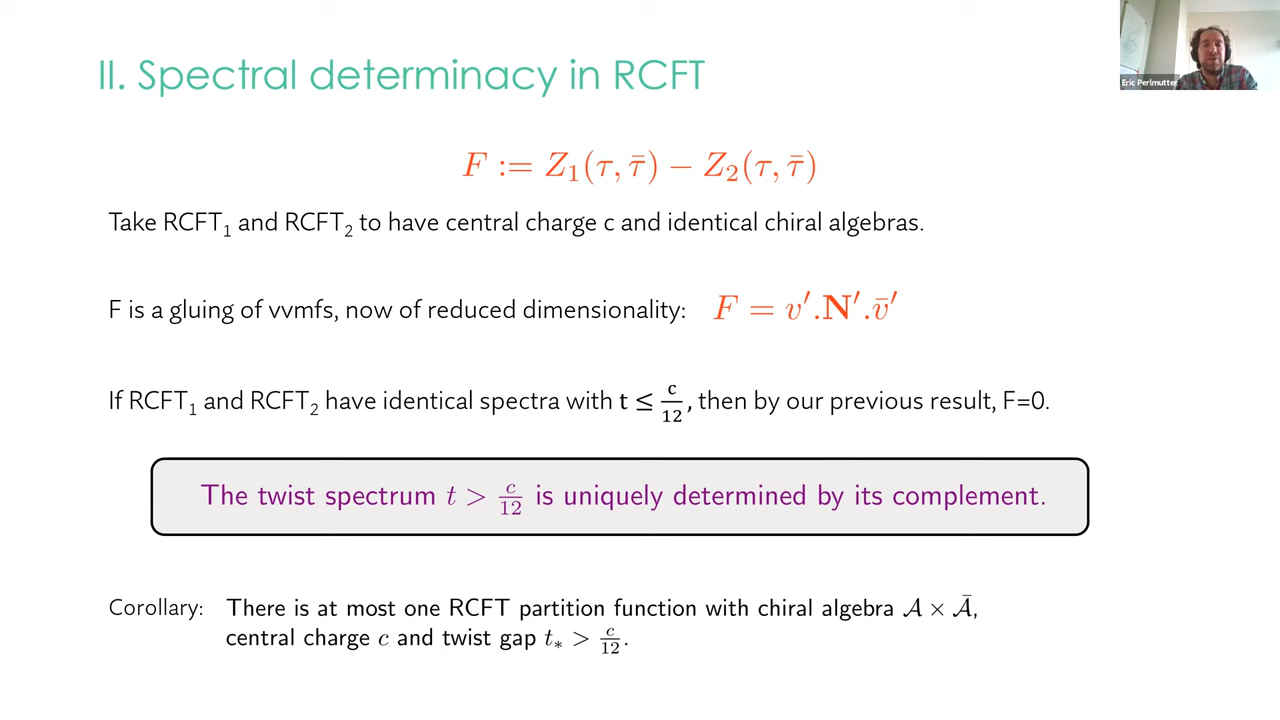 II. Spectral determinacy in RCFT
Eric Perlmutter
F := Z₁(τ, τ̄) − Z₂(τ, τ̄)
Take RCFT₁ and RCFT₂ to have central charge c and identical chiral algebras.
F is a gluing of vvmfs, now of reduced dimensionality: F = v′.N′.v̄′
If RCFT₁ and RCFT₂ have identical spectra with t ≤ c/12, then by our previous result, F=0.
The twist spectrum t > c/12 is uniquely determined by its complement.
Corollary: There is at most one RCFT partition function with chiral algebra 𝒜 × 𝒜̄,
central charge c and twist gap t∗ > c/12.